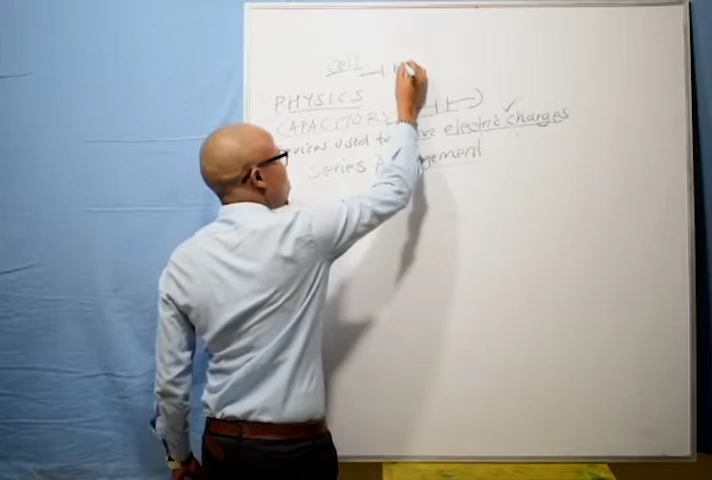 cell
PHYSICS
CAPACITORS
devices used to electric charges
series